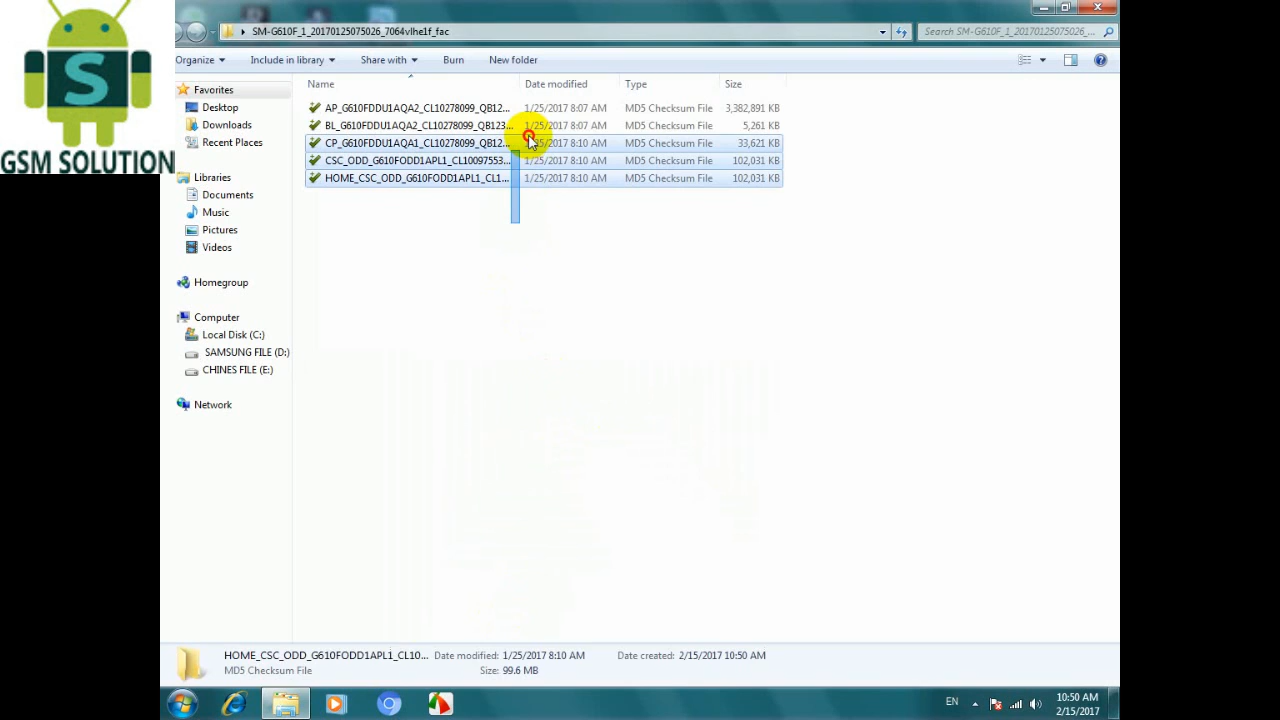 S
GSM SOLUTION
SM-G610F_1_20170125075026_7064vlhe1f_fac
Search SM-G610F_1_20170125075026_...
Organize
Include in library
Share with
Burn
New folder
Name
Date modified
Type
Size
AP_G610FDDU1AQA2_CL10278099_QB12... 1/25/2017 8:07 AM MD5 Checksum File 3,382,891 KB
BL_G610FDDU1AQA2_CL10278099_QB123... 1/25/2017 8:07 AM MD5 Checksum File 5,261 KB
CP_G610FDDU1AQA1_CL10278099_QB12... 1/25/2017 8:10 AM MD5 Checksum File 33,621 KB
CSC_ODD_G610FODD1APL1_CL10097553... 1/25/2017 8:10 AM MD5 Checksum File 102,031 KB
HOME_CSC_ODD_G610FODD1APL1_CL1... 1/25/2017 8:10 AM MD5 Checksum File 102,031 KB
Favorites
Desktop
Downloads
Recent Places
Libraries
Documents
Music
Pictures
Videos
Homegroup
Computer
Local Disk (C:)
SAMSUNG FILE (D:)
CHINES FILE (E:)
Network
HOME_CSC_ODD_G610FODD1APL1_CL10... Date modified: 1/25/2017 8:10 AM Date created: 2/15/2017 10:50 AM
MD5 Checksum File Size: 99.6 MB
EN
10:50 AM
2/15/2017